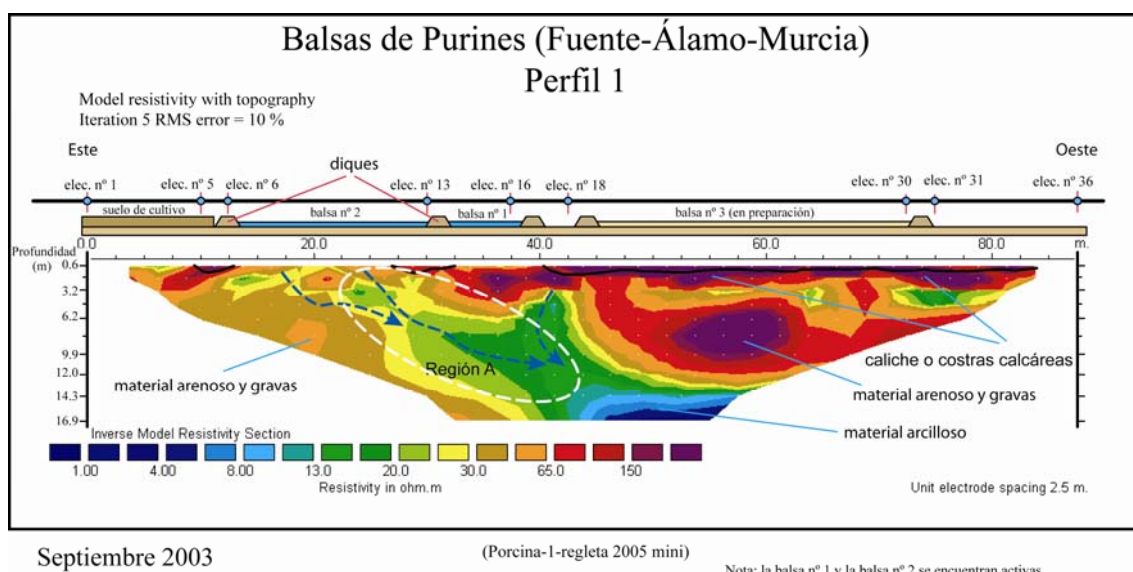 Balsas de Purines (Fuente-Álamo-Murcia)
Perfil 1
Model resistivity with topography
Iteration 5 RMS error = 10 %
Este
diques
Oeste
elec. nº 1
elec. nº 5
elec. nº 6
elec. nº 13
elec. nº 16
elec. nº 18
elec. nº 30
elec. nº 31
elec. nº 36
suelo de cultivo
balsa nº 2
balsa nº 1
balsa nº 3 (en preparación)
Profundidad
(m)
0.0 20.0 40.0 60.0 80.0 m.
0.6
3.2
6.2
9.9
12.0
14.3
16.9
Región A
material arenoso y gravas
caliche o costras calcáreas
material arenoso y gravas
material arcilloso
Inverse Model Resistivity Section
1.00 4.00 8.00 13.0 20.0 30.0 65.0 150
Resistivity in ohm.m
Unit electrode spacing 2.5 m.
Septiembre 2003
(Porcina-1-regleta 2005 mini)
Nota: la balsa nº 1 y la balsa nº 2 se encuentran activas